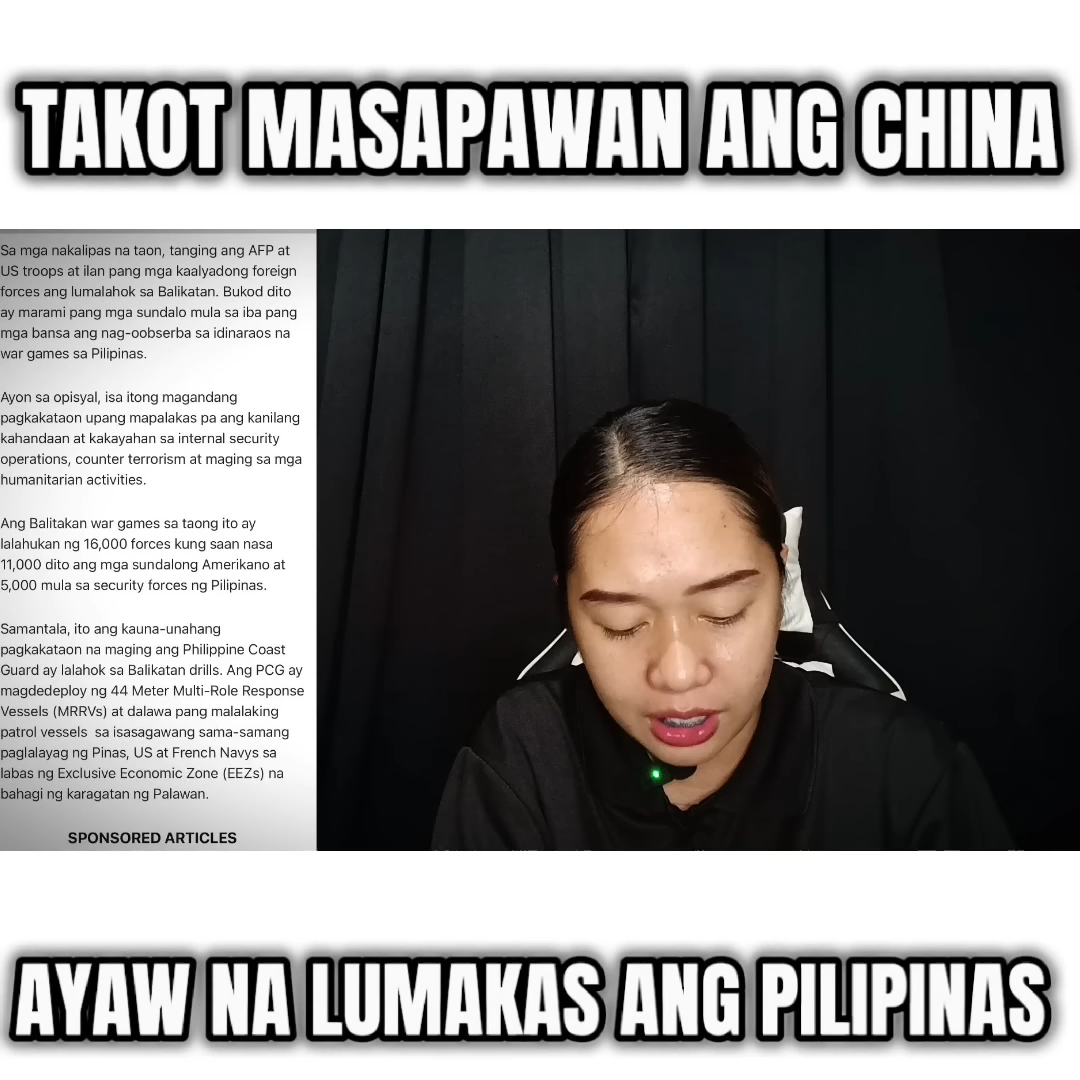 TAKOT MASAPAWAN ANG CHINA
Sa mga nakalipas na taon, tanging ang AFP at
US troops at ilan pang mga kaalyadong foreign
forces ang lumalahok sa Balikatan. Bukod dito
ay marami pang mga sundalo mula sa iba pang
mga bansa ang nag-oobserba sa idinaraos na
war games sa Pilipinas.
Ayon sa opisyal, isa itong magandang
pagkakataon upang mapalakas pa ang kanilang
kahandaan at kakayahan sa internal security
operations, counter terrorism at maging sa mga
humanitarian activities.
Ang Balitakan war games sa taong ito ay
lalahukan ng 16,000 forces kung saan nasa
11,000 dito ang mga sundalong Amerikano at
5,000 mula sa security forces ng Pilipinas.
Samantala, ito ang kauna-unahang
pagkakataon na maging ang Philippine Coast
Guard ay lalahok sa Balikatan drills. Ang PCG ay
magdedeploy ng 44 Meter Multi-Role Response
Vessels (MRRVs) at dalawa pang malalaking
patrol vessels sa isasagawang sama-samang
paglalayag ng Pinas, US at French Navys sa
labas ng Exclusive Economic Zone (EEZs) na
bahagi ng karagatan ng Palawan.
SPONSORED ARTICLES
AYAW NA LUMAKAS ANG PILIPINAS